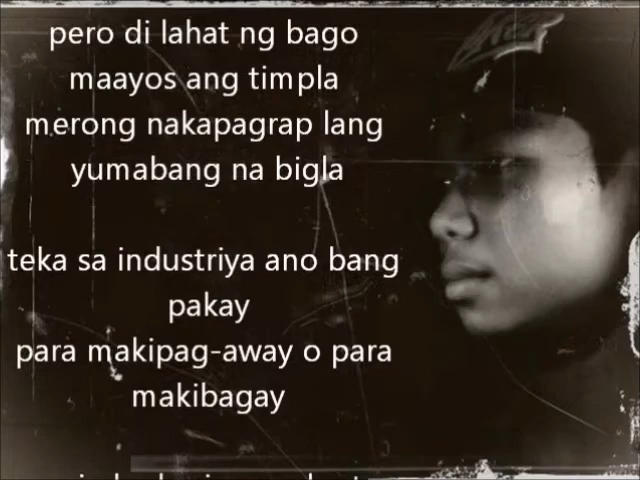 pero di lahat ng bago
maayos ang timpla
merong nakapagrap lang
yumabang na bigla
teka sa industriya ano bang
pakay
para makipag-away o para
makibagay